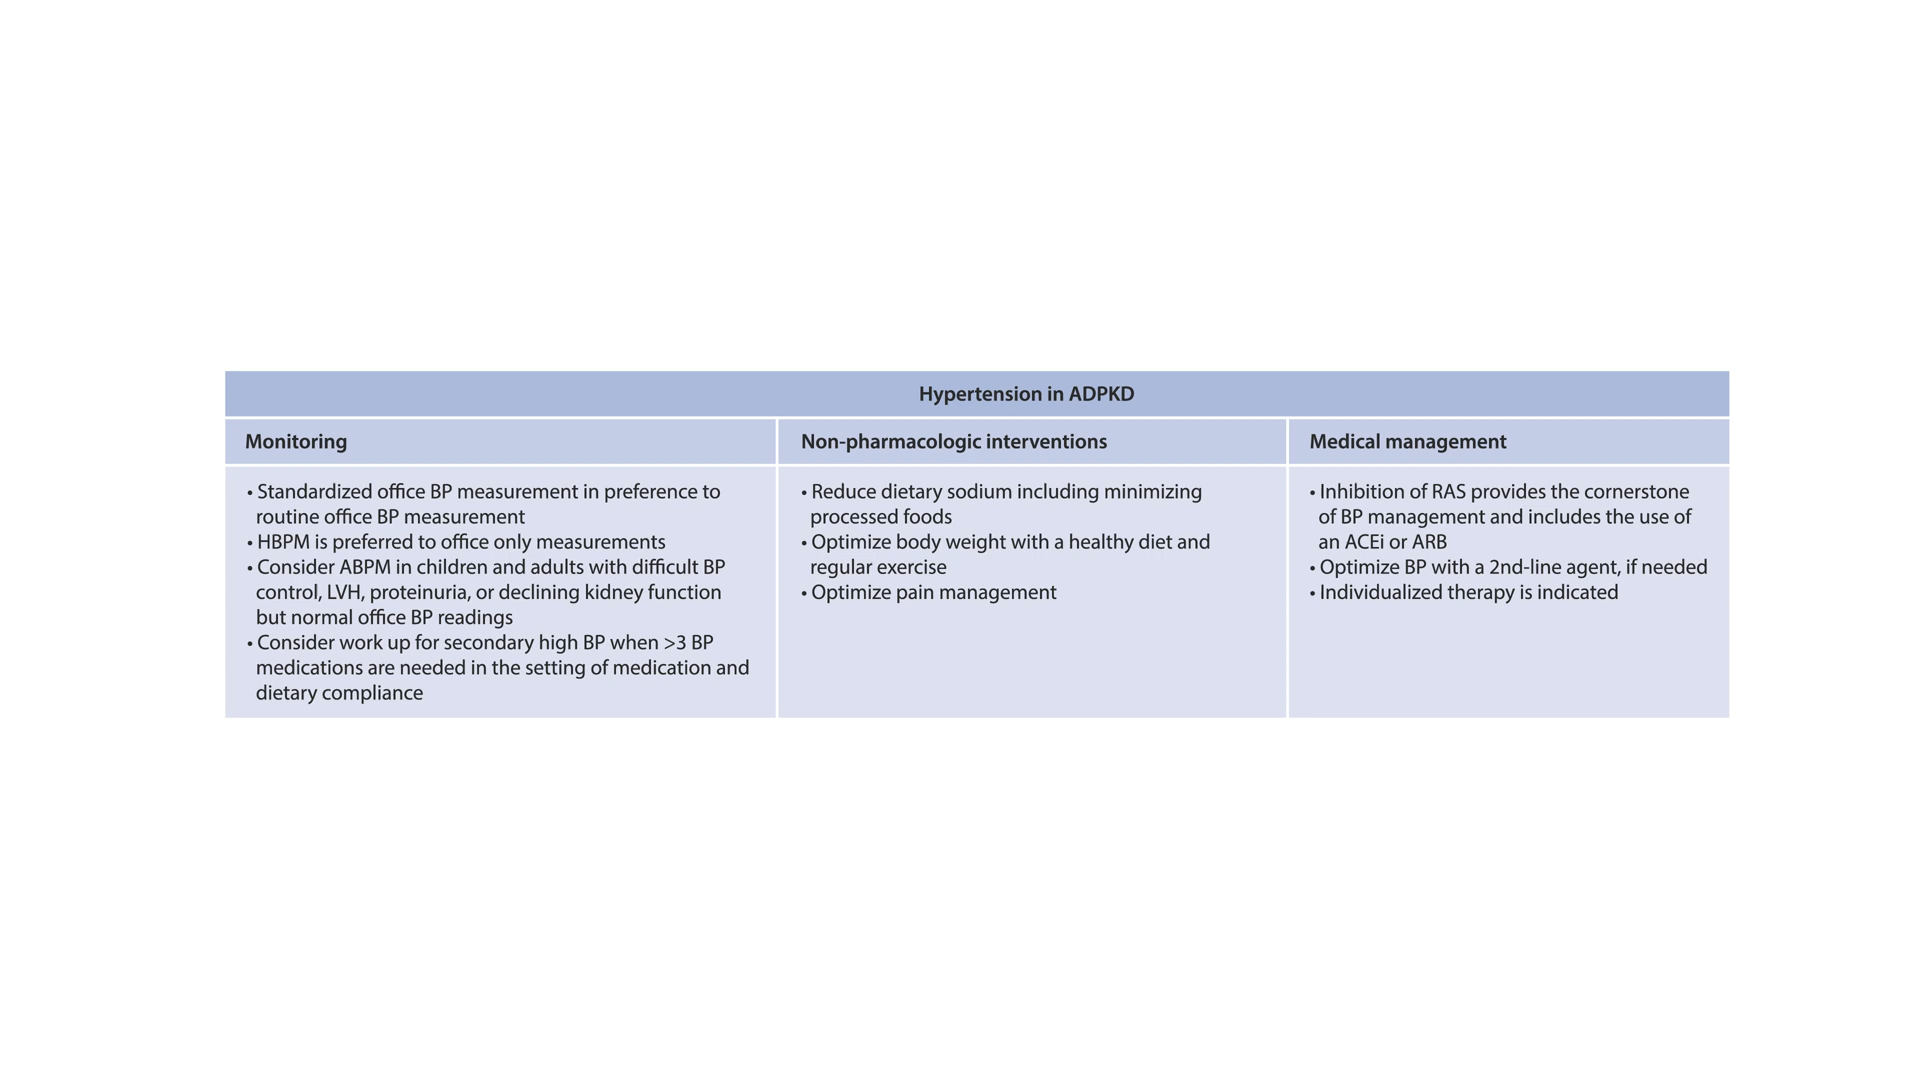 Hypertension in ADPKD
Monitoring
• Standardized office BP measurement in preference to
routine office BP measurement
• HBPM is preferred to office only measurements
• Consider ABPM in children and adults with difficult BP
control, LVH, proteinuria, or declining kidney function
but normal office BP readings
• Consider work up for secondary high BP when >3 BP
medications are needed in the setting of medication and
dietary compliance
Non-pharmacologic interventions
• Reduce dietary sodium including minimizing
processed foods
• Optimize body weight with a healthy diet and
regular exercise
• Optimize pain management
Medical management
• Inhibition of RAS provides the cornerstone
of BP management and includes the use of
an ACEi or ARB
• Optimize BP with a 2nd-line agent, if needed
• Individualized therapy is indicated